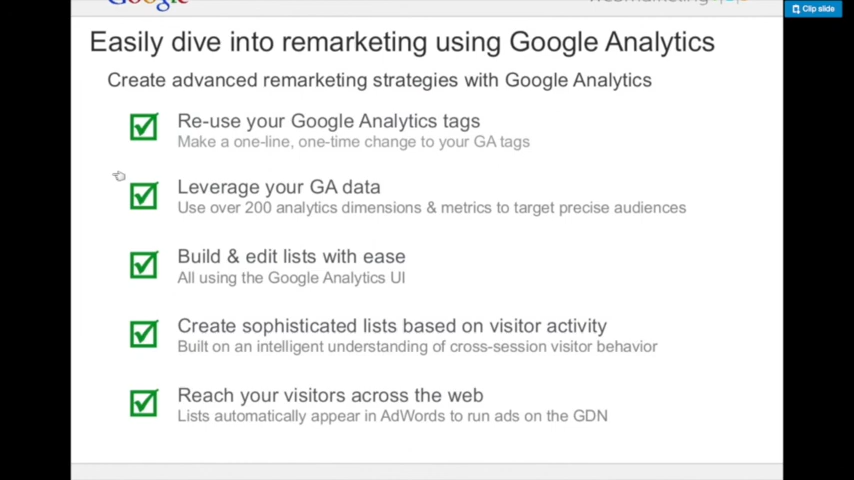 Google
Clip slide
Easily dive into remarketing using Google Analytics
Create advanced remarketing strategies with Google Analytics
Re-use your Google Analytics tags
Make a one-line, one-time change to your GA tags
Leverage your GA data
Use over 200 analytics dimensions & metrics to target precise audiences
Build & edit lists with ease
All using the Google Analytics UI
Create sophisticated lists based on visitor activity
Built on an intelligent understanding of cross-session visitor behavior
Reach your visitors across the web
Lists automatically appear in AdWords to run ads on the GDN